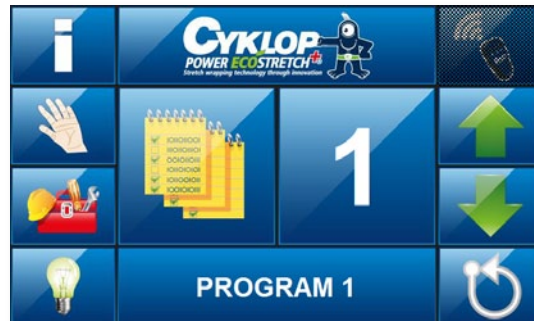 i
CYKLOP
POWER ECOSTRETCH+
Stretch wrapping technology through innovation
1
PROGRAM 1